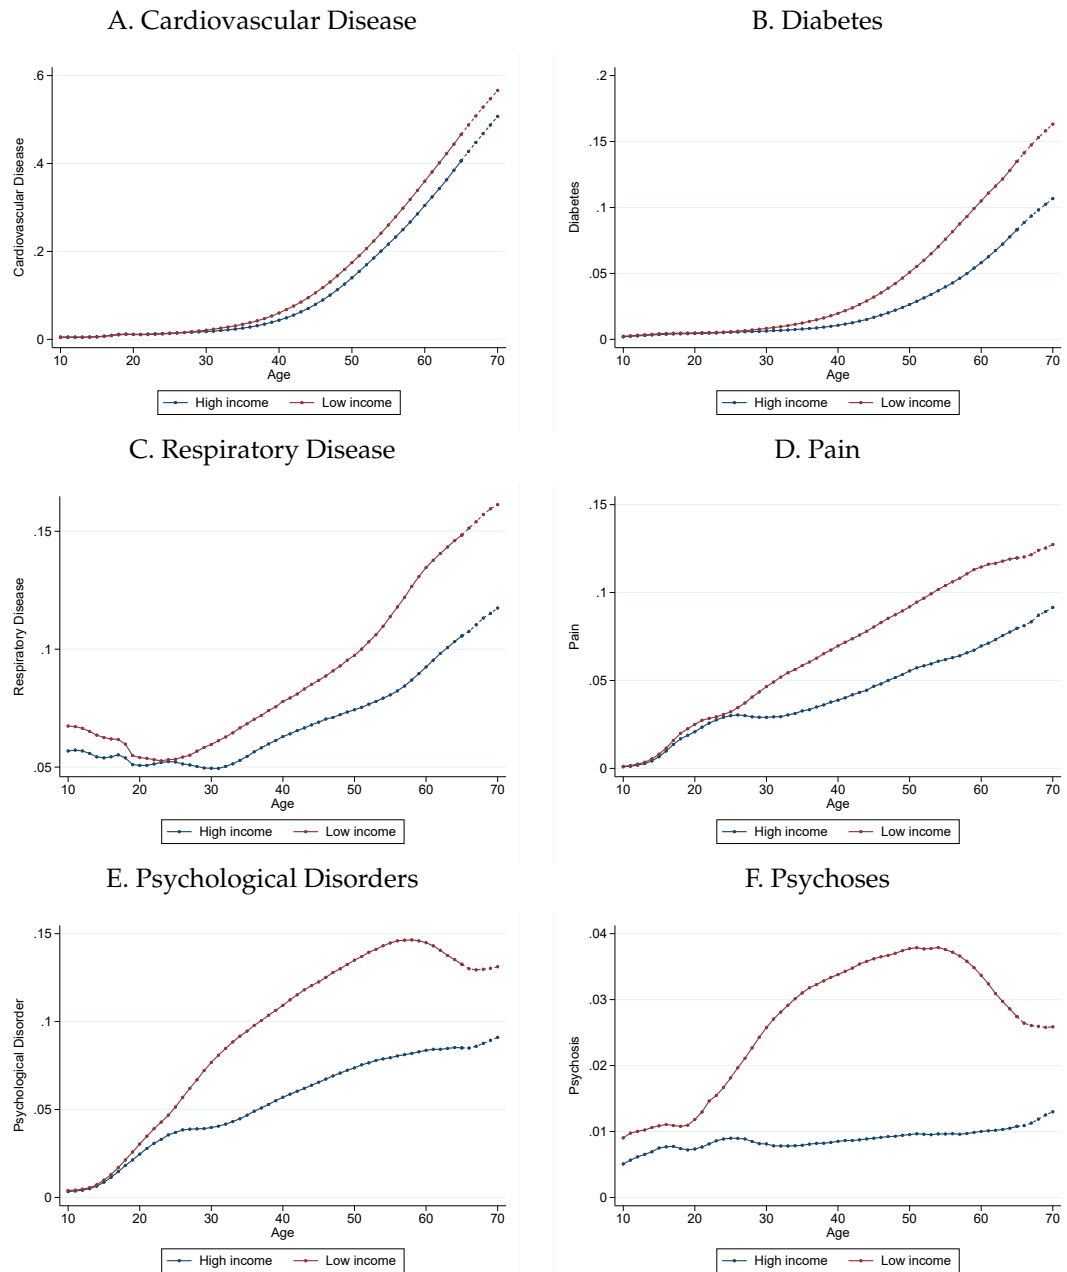 A. Cardiovascular Disease
Cardiovascular Disease
.6
.4
.2
0
10 20 30 40 50 60 70
Age
High income Low income
B. Diabetes
Diabetes
.2
.15
.1
.05
0
10 20 30 40 50 60 70
Age
High income Low income
C. Respiratory Disease
Respiratory Disease
.15
.1
.05
10 20 30 40 50 60 70
Age
High income Low income
D. Pain
Pain
.15
.1
.05
0
10 20 30 40 50 60 70
Age
High income Low income
E. Psychological Disorders
Psychological Disorder
.15
.1
.05
0
10 20 30 40 50 60 70
Age
High income Low income
F. Psychoses
Psychosis
.04
.03
.02
.01
0
10 20 30 40 50 60 70
Age
High income Low income